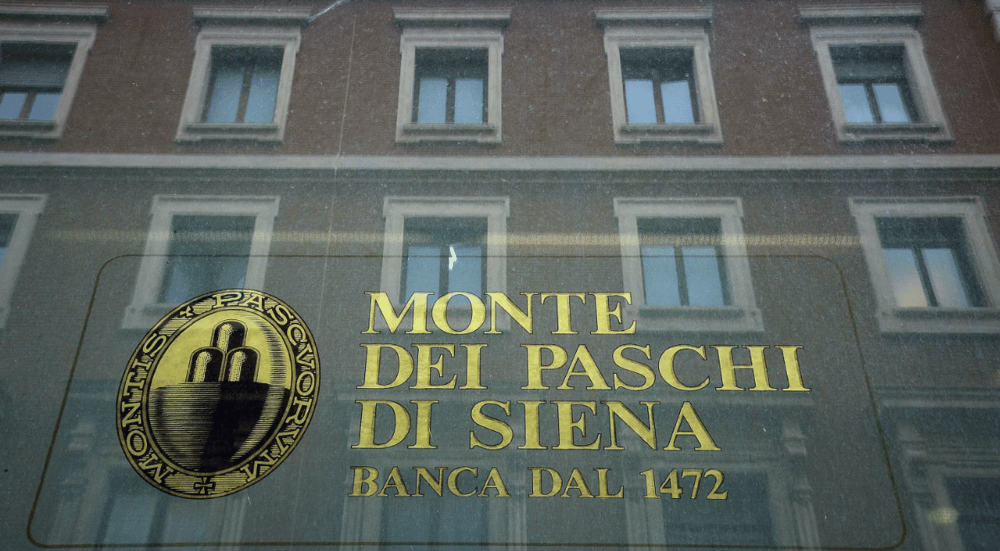 MONTIS PASCVORVM
MONTE
DEI PASCHI
DI SIENA
BANCA DAL 1472